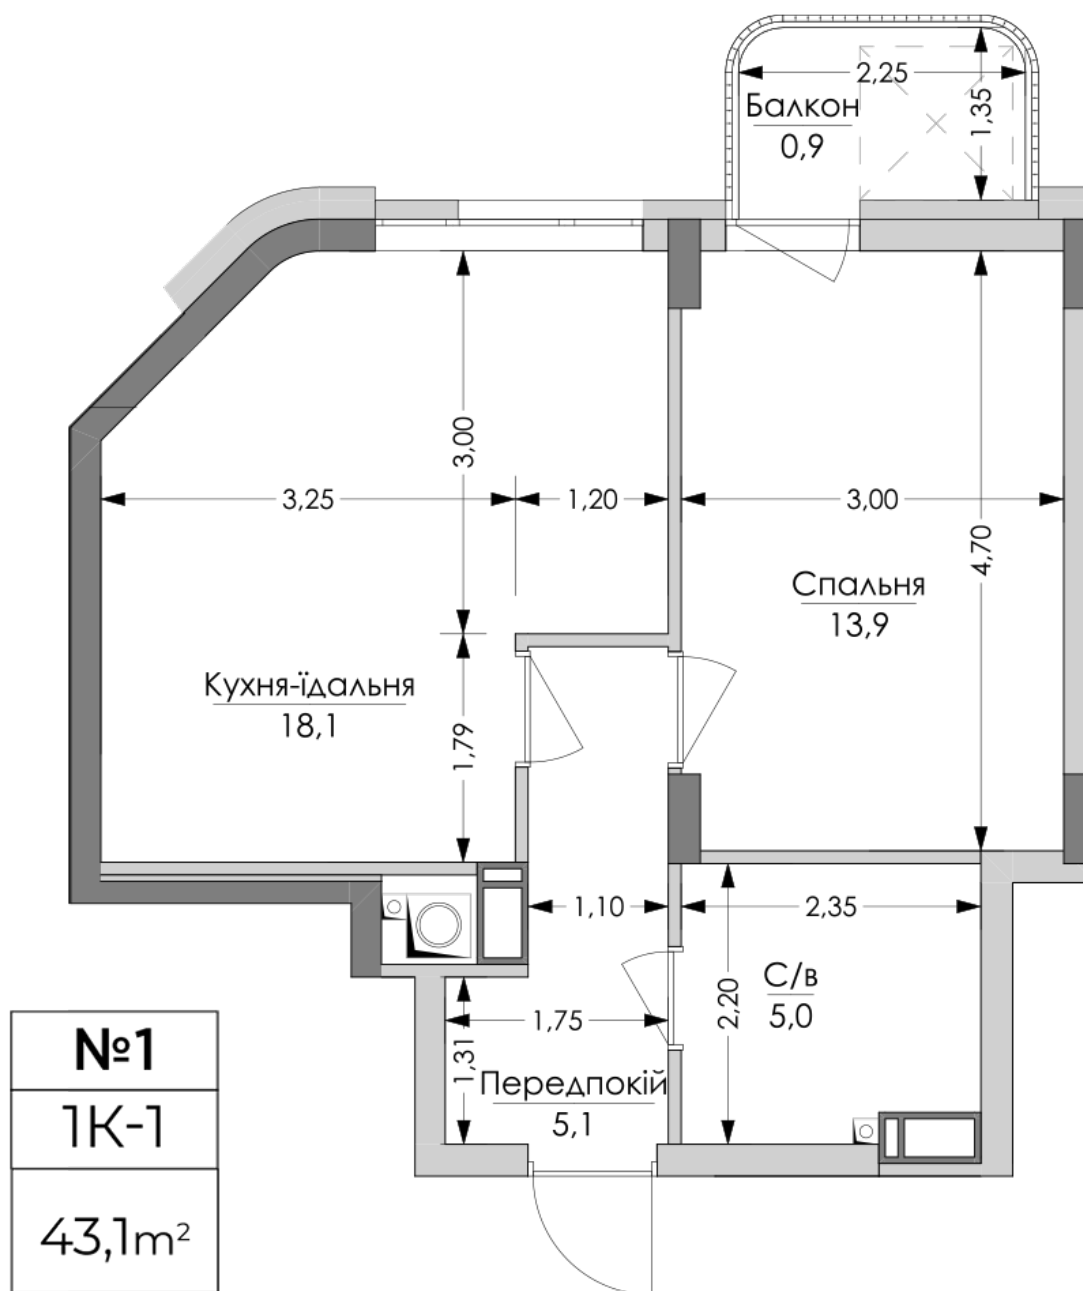 2,25
1,35
Балкон
0,9
3,00
3,25
1,20
3,00
4,70
Спальня
13,9
Кухня-їдальня
18,1
1,79
1,10
2,35
2,20
С/в
5,0
1,75
1,31
Передпокій
5,1
№1
1К-1
43,1m²